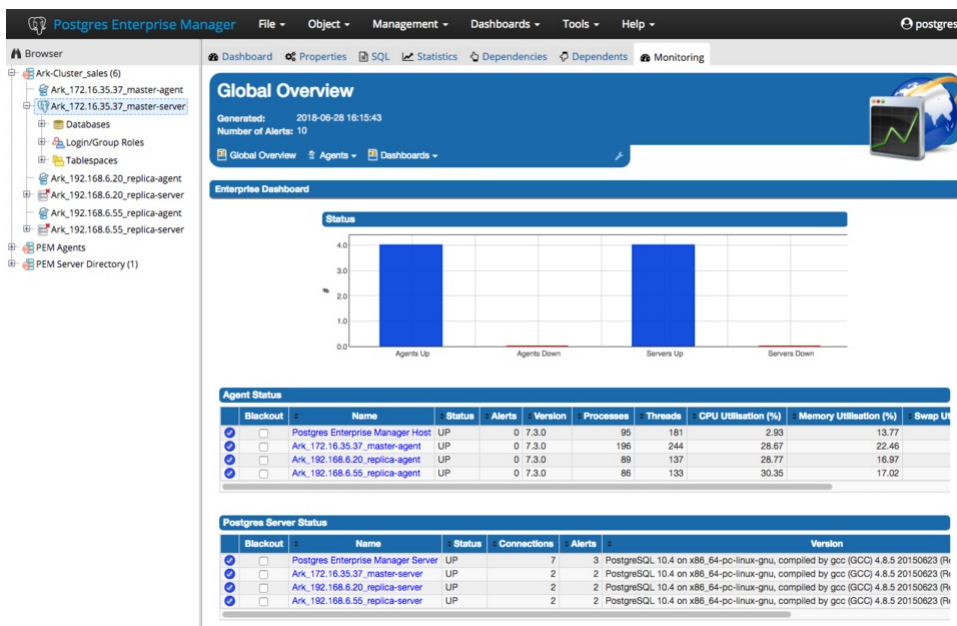 Postgres Enterprise Manager File Object Management Dashboards Tools Help postgres
Browser
Ark-Cluster_sales (6)
Ark_172.16.35.37_master-agent
Ark_172.16.35.37_master-server
Databases
Login/Group Roles
Tablespaces
Ark_192.168.6.20_replica-agent
Ark_192.168.6.20_replica-server
Ark_192.168.6.55_replica-agent
Ark_192.168.6.55_replica-server
PEM Agents
PEM Server Directory (1)
Dashboard Properties SQL Statistics Dependencies Dependents Monitoring
Global Overview
Generated: 2018-06-28 16:15:43
Number of Alerts: 10
Global Overview Agents Dashboards
Enterprise Dashboard
Status
4.0
3.0
2.0
1.0
0.0
#
Agents Up Agents Down Servers Up Servers Down
Agent Status
Blackout Name Status Alerts Version Processes Threads CPU Utilisation (%) Memory Utilisation (%) Swap Ut
Postgres Enterprise Manager Host UP 0 7.3.0 95 181 2.93 13.77
Ark_172.16.35.37_master-agent UP 0 7.3.0 196 244 28.67 22.46
Ark_192.168.6.20_replica-agent UP 0 7.3.0 89 137 28.77 16.97
Ark_192.168.6.55_replica-agent UP 0 7.3.0 86 133 30.35 17.02
Postgres Server Status
Blackout Name Status Connections Alerts Version
Postgres Enterprise Manager Server UP 7 3 PostgreSQL 10.4 on x86_64-pc-linux-gnu, compiled by gcc (GCC) 4.8.5 20150623 (Re
Ark_172.16.35.37_master-server UP 2 2 PostgreSQL 10.4 on x86_64-pc-linux-gnu, compiled by gcc (GCC) 4.8.5 20150623 (Re
Ark_192.168.6.20_replica-server UP 2 2 PostgreSQL 10.4 on x86_64-pc-linux-gnu, compiled by gcc (GCC) 4.8.5 20150623 (Re
Ark_192.168.6.55_replica-server UP 2 2 PostgreSQL 10.4 on x86_64-pc-linux-gnu, compiled by gcc (GCC) 4.8.5 20150623 (Re